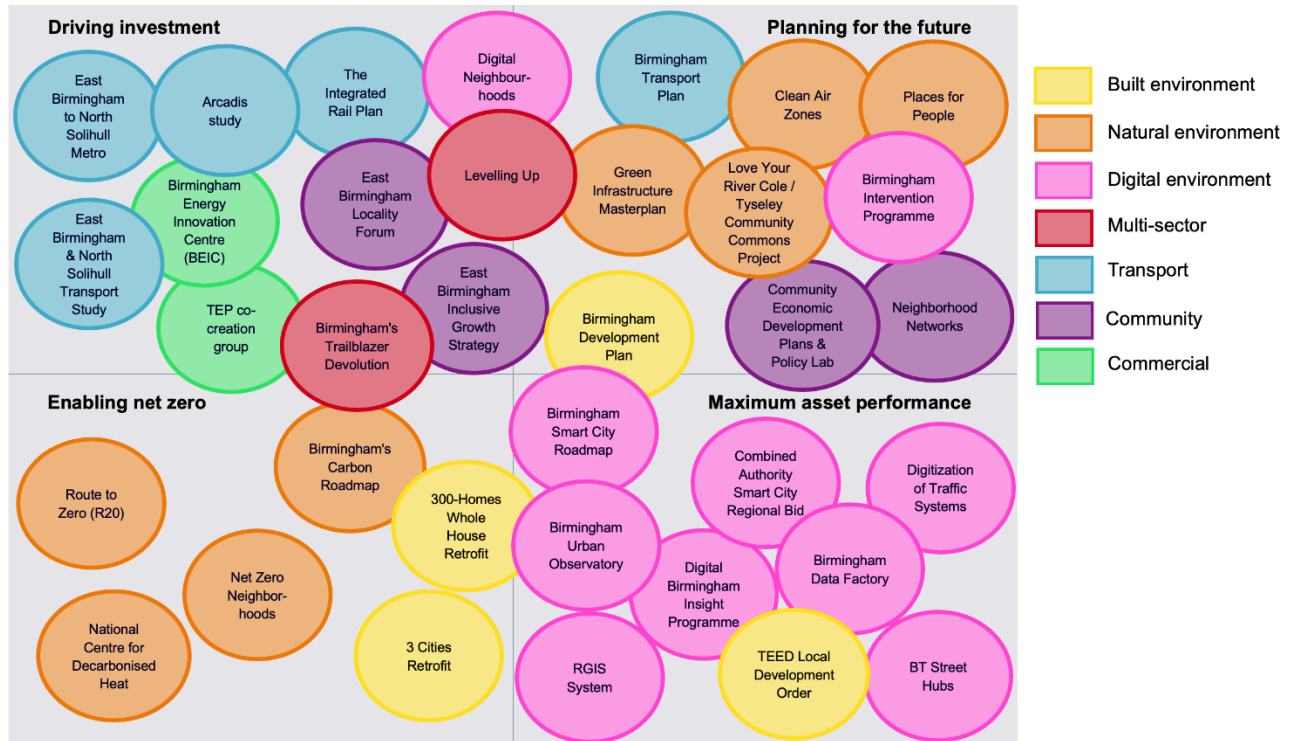 Driving investment
East
Birmingham
to North
Solihull
Metro
Arcadis
study
The
Integrated
Rail Plan
Digital
Neighbour-
hoods
Birmingham
Energy
Innovation
Centre
(BEIC)
East
Birmingham
Locality
Forum
Levelling Up
East
Birmingham
& North
Solihull
Transport
Study
TEP co-
creation
group
Birmingham's
Trailblazer
Devolution
East
Birmingham
Inclusive
Growth
Strategy
Planning for the future
Birmingham
Transport
Plan
Clean Air
Zones
Places for
People
Green
Infrastructure
Masterplan
Love Your
River Cole /
Tyseley
Community
Commons
Project
Birmingham
Intervention
Programme
Birmingham
Development
Plan
Community
Economic
Development
Plans &
Policy Lab
Neighborhood
Networks
Enabling net zero
Birmingham's
Carbon
Roadmap
Route to
Zero (R20)
300-Homes
Whole
House
Retrofit
Net Zero
Neighbor-
hoods
National
Centre for
Decarbonised
Heat
3 Cities
Retrofit
Maximum asset performance
Birmingham
Smart City
Roadmap
Combined
Authority
Smart City
Regional Bid
Digitization
of Traffic
Systems
Birmingham
Urban
Observatory
Digital
Birmingham
Insight
Programme
Birmingham
Data Factory
RGIS
System
TEED Local
Development
Order
BT Street
Hubs
Built environment
Natural environment
Digital environment
Multi-sector
Transport
Community
Commercial